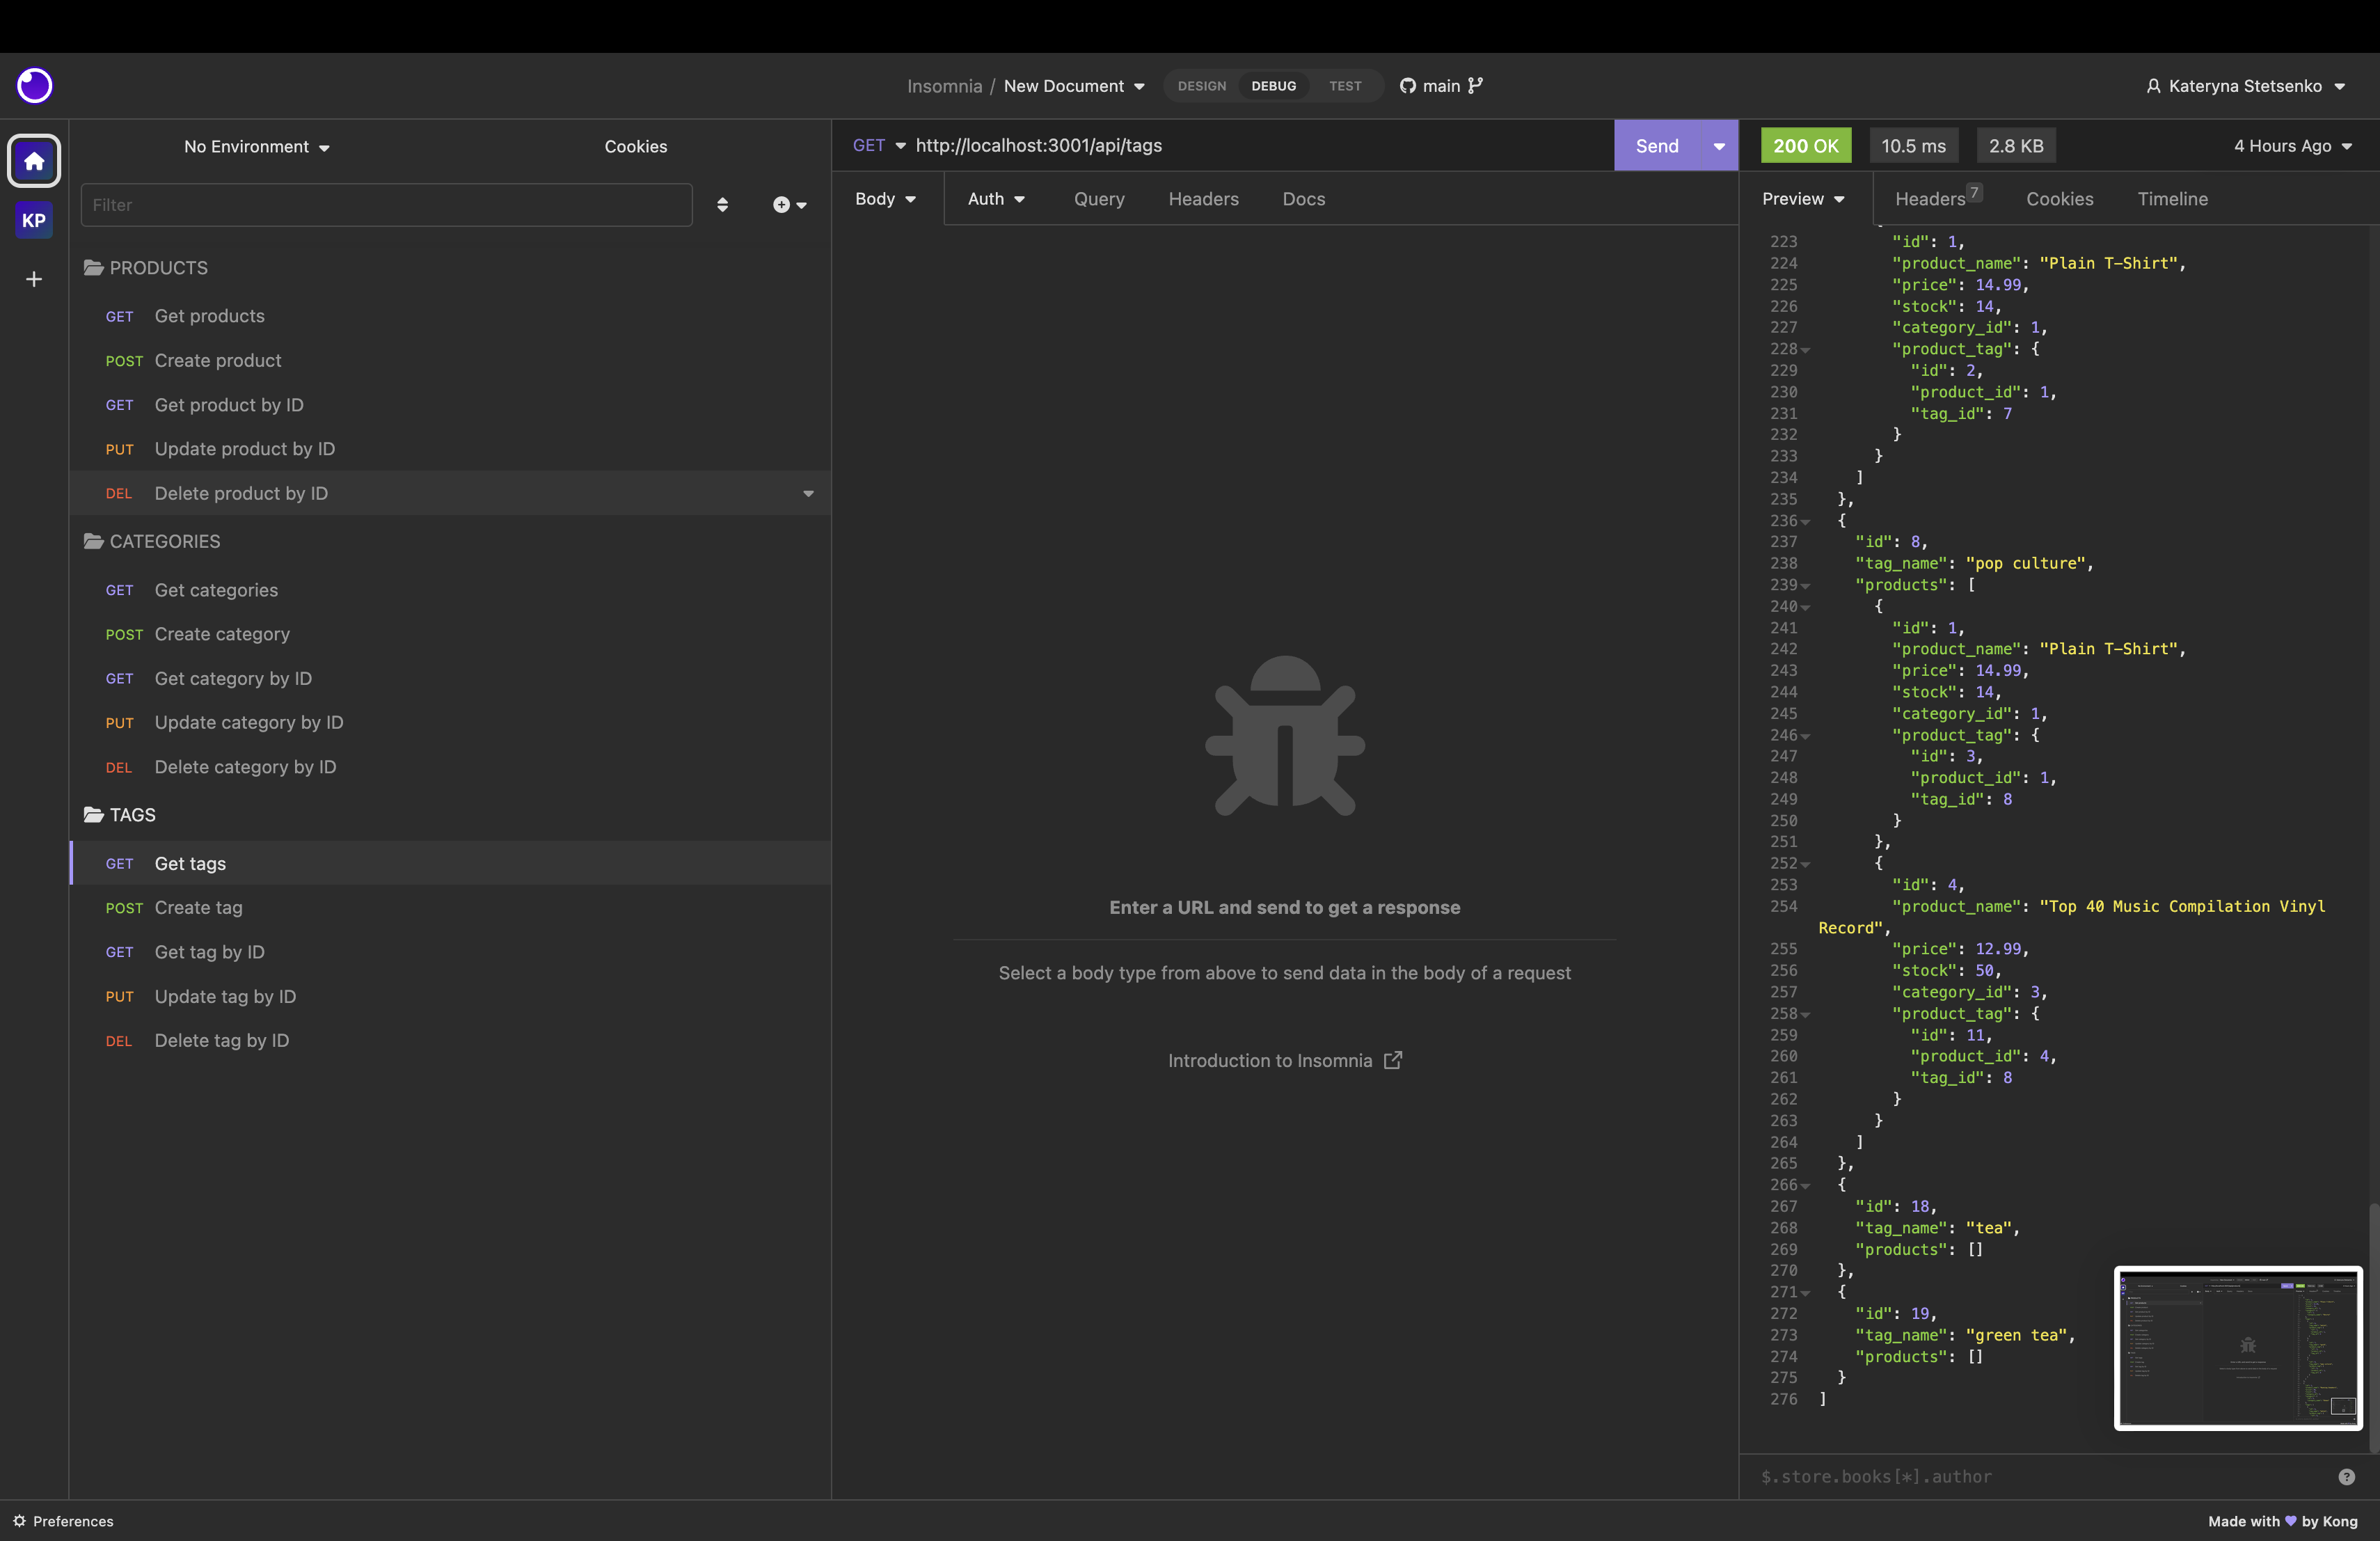 Insomnia / New Document
DESIGN DEBUG TEST
main
Kateryna Stetsenko
KP
No Environment
Cookies
Filter
PRODUCTS
GET Get products
POST Create product
GET Get product by ID
PUT Update product by ID
DEL Delete product by ID
CATEGORIES
GET Get categories
POST Create category
GET Get category by ID
PUT Update category by ID
DEL Delete category by ID
TAGS
GET Get tags
POST Create tag
GET Get tag by ID
PUT Update tag by ID
DEL Delete tag by ID
GET http://localhost:3001/api/tags
Send
Body Auth Query Headers Docs
Enter a URL and send to get a response
Select a body type from above to send data in the body of a request
Introduction to Insomnia
200 OK 10.5 ms 2.8 KB 4 Hours Ago
Preview Headers 7 Cookies Timeline
223 "id": 1,
224 "product_name": "Plain T-Shirt",
225 "price": 14.99,
226 "stock": 14,
227 "category_id": 1,
228 "product_tag": {
229 "id": 2,
230 "product_id": 1,
231 "tag_id": 7
232 }
233 }
234 ]
235 },
236 {
237 "id": 8,
238 "tag_name": "pop culture",
239 "products": [
240 {
241 "id": 1,
242 "product_name": "Plain T-Shirt",
243 "price": 14.99,
244 "stock": 14,
245 "category_id": 1,
246 "product_tag": {
247 "id": 3,
248 "product_id": 1,
249 "tag_id": 8
250 }
251 },
252 {
253 "id": 4,
254 "product_name": "Top 40 Music Compilation Vinyl
Record",
255 "price": 12.99,
256 "stock": 50,
257 "category_id": 3,
258 "product_tag": {
259 "id": 11,
260 "product_id": 4,
261 "tag_id": 8
262 }
263 }
264 ]
265 },
266 {
267 "id": 18,
268 "tag_name": "tea",
269 "products": []
270 },
271 {
272 "id": 19,
273 "tag_name": "green tea",
274 "products": []
275 }
276 ]
$.store.books[*].author
Preferences
Made with 💜 by Kong